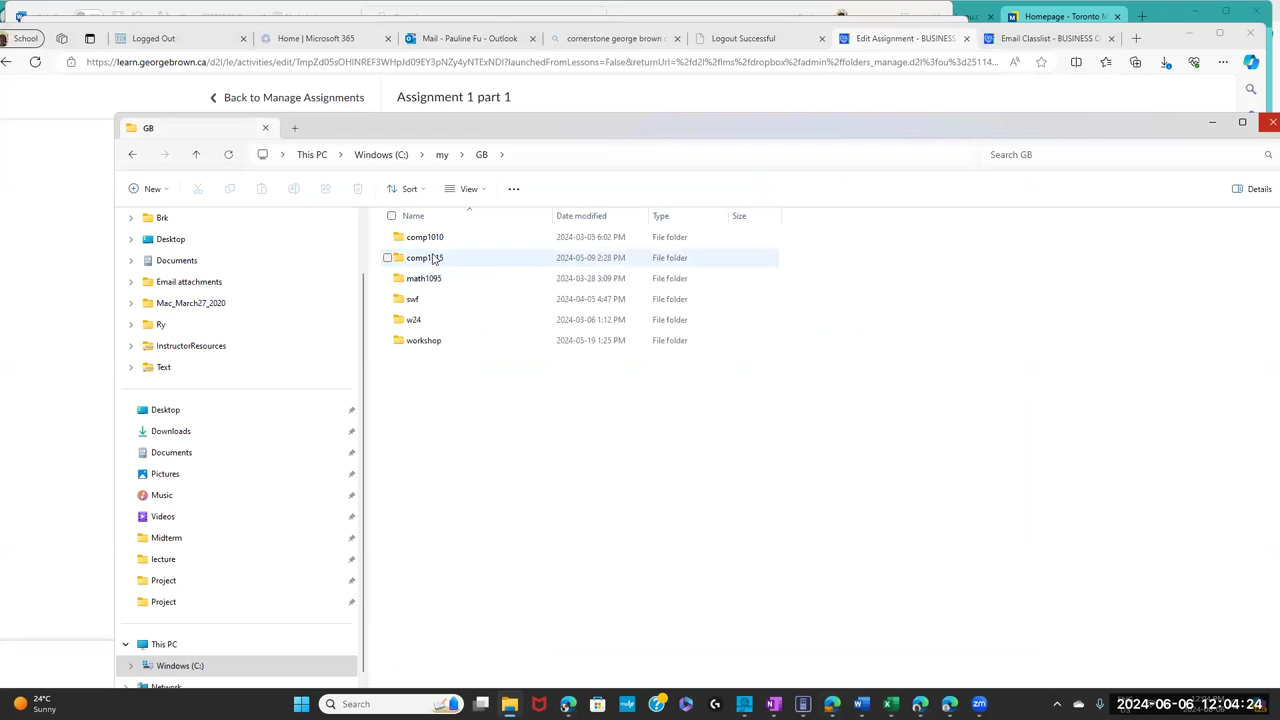 Homepage - Toronto M
School
Logged Out
Home | Microsoft 365
Mail - Pauline Fu - Outlook
cornerstone george brown c
Logout Successful
Edit Assignment - BUSINESS
Email Classlist - BUSINESS C
https://learn.georgebrown.ca/d2l/le/activities/edit/TmpZd05sOHlNREF3WHpJd09EY3pNZy4yNTExNDI?launchedFromLessons=False&returnUrl=%2fd2l%2flms%2fdropbox%2fadmin%2ffolders_manage.d2l%3fou%3d25114...
Back to Manage Assignments
Assignment 1 part 1
GB
This PC
Windows (C:)
my
GB
Search GB
New
Sort
View
Details
Name
Date modified
Type
Size
Brk
comp1010 2024-03-05 6:02 PM File folder
Desktop
2024-05-09 2:28 PM File folder
Documents
math1095 2024-03-28 3:09 PM File folder
Email attachments
swf 2024-04-05 4:47 PM File folder
Mac_March27_2020
w24 2024-03-06 1:12 PM File folder
Ry
workshop 2024-05-19 1:25 PM File folder
InstructorResources
Text
Desktop
Downloads
Documents
Pictures
Music
Videos
Midterm
lecture
Project
Project
This PC
Windows (C:)
Network
24°C
Sunny
Search
2024-06-06 12:04:24